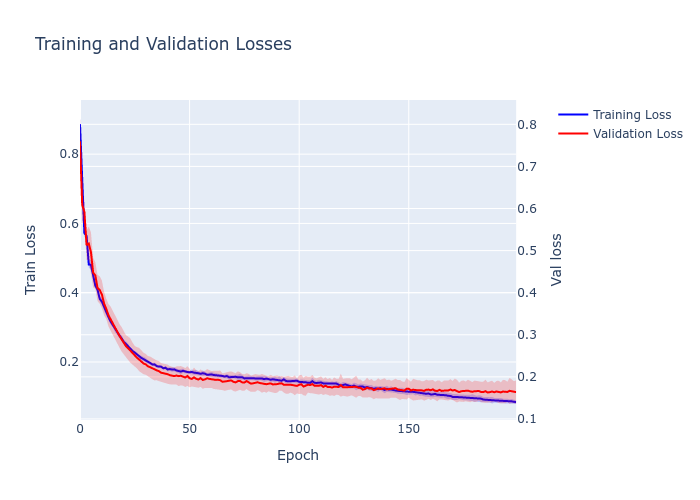 Training and Validation Losses
Training Loss
Validation Loss
Train Loss
0.8
0.6
0.4
0.2
Val loss
0.8
0.7
0.6
0.5
0.4
0.3
0.2
0.1
0 50 100 150
Epoch